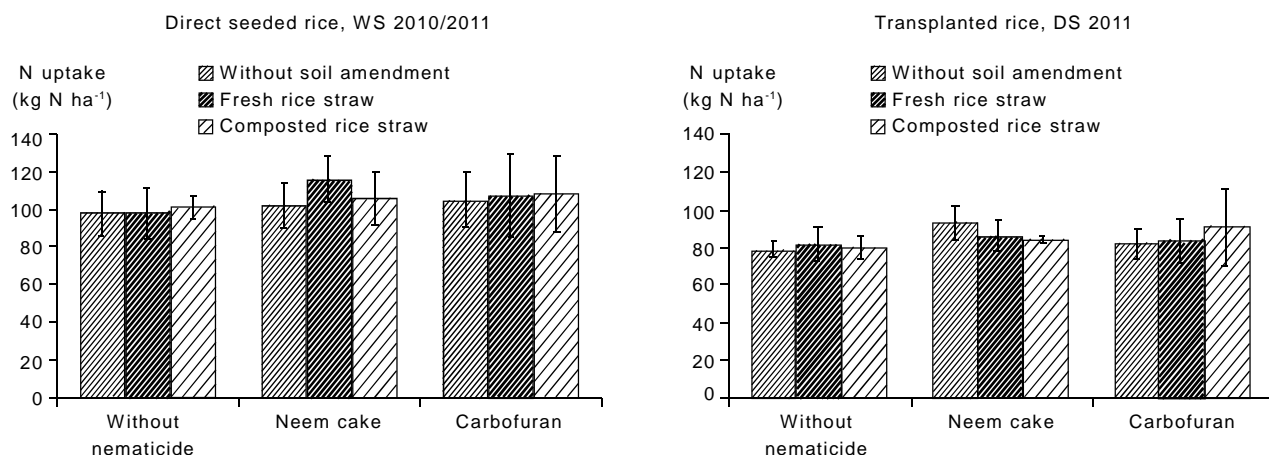 Direct seeded rice, WS 2010/2011
N uptake
(kg N ha⁻¹)
Without soil amendment
Fresh rice straw
Composted rice straw
140
120
100
80
60
40
20
0
Without
nematicide
Neem cake
Carbofuran
Transplanted rice, DS 2011
N uptake
(kg N ha⁻¹)
Without soil amendment
Fresh rice straw
Composted rice straw
140
120
100
80
60
40
20
0
Without
nematicide
Neem cake
Carbofuran